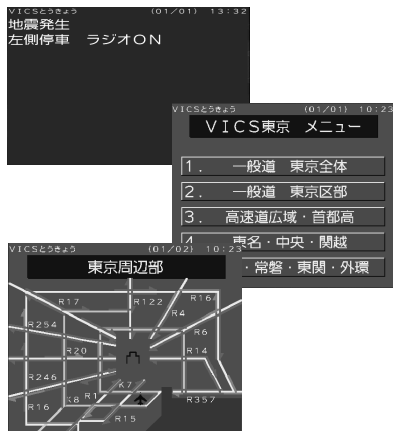 VICSとうきょう (01/01) 13:32
地震発生
左側停車 ラジオON
VICSとうきょう (01/01) 10:23
VICS東京 メニュー
1. 一般道 東京全体
2. 一般道 東京区部
3. 高速道広域・首都高
4 東名・中央・関越
・常磐・東関・外環
VICSとうきょう (01/02) 10:23
東京周辺部
R17
R122
R164
R4
R254
R6
R20
R14
R246
K7
R16
K8
R1
R357
R15